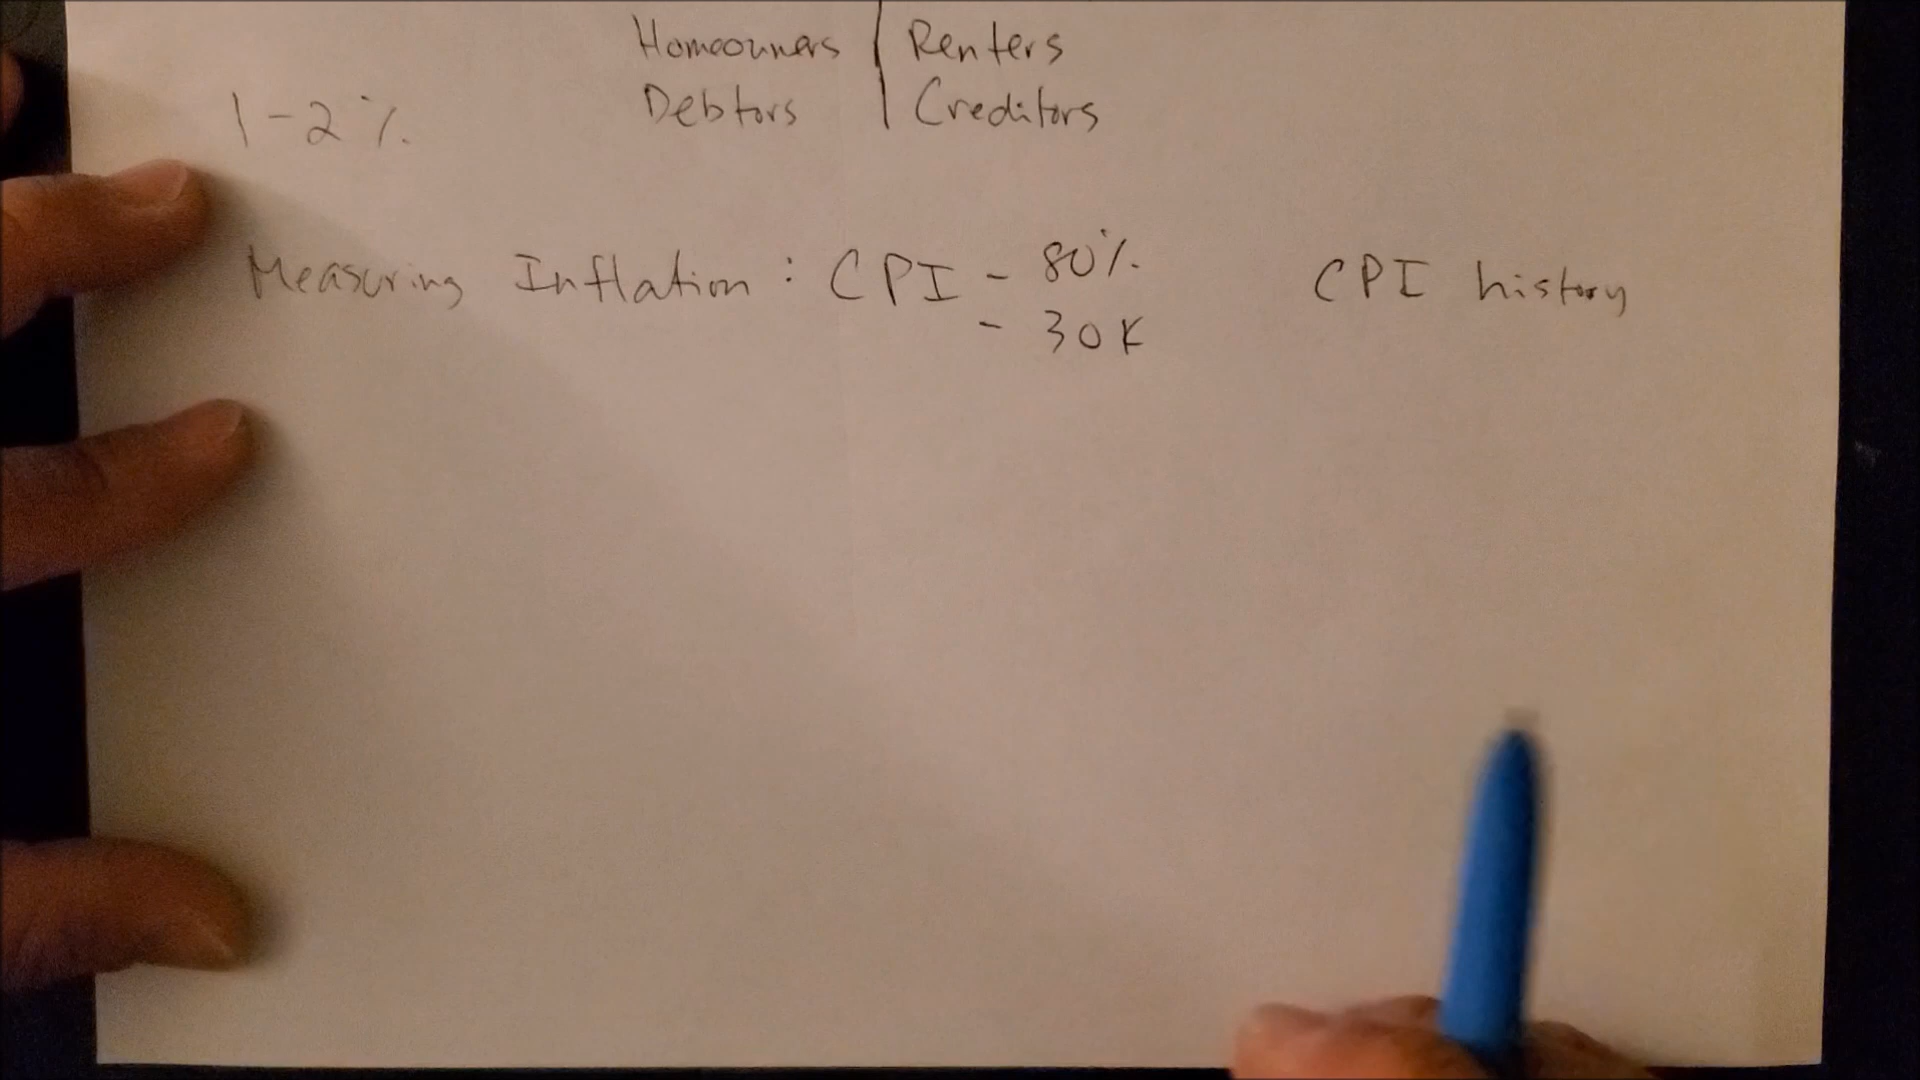 Homeowners | Renters
Debtors | Creditors
1-2%
Measuring Inflation: CPI - 80% CPI history
- 30K